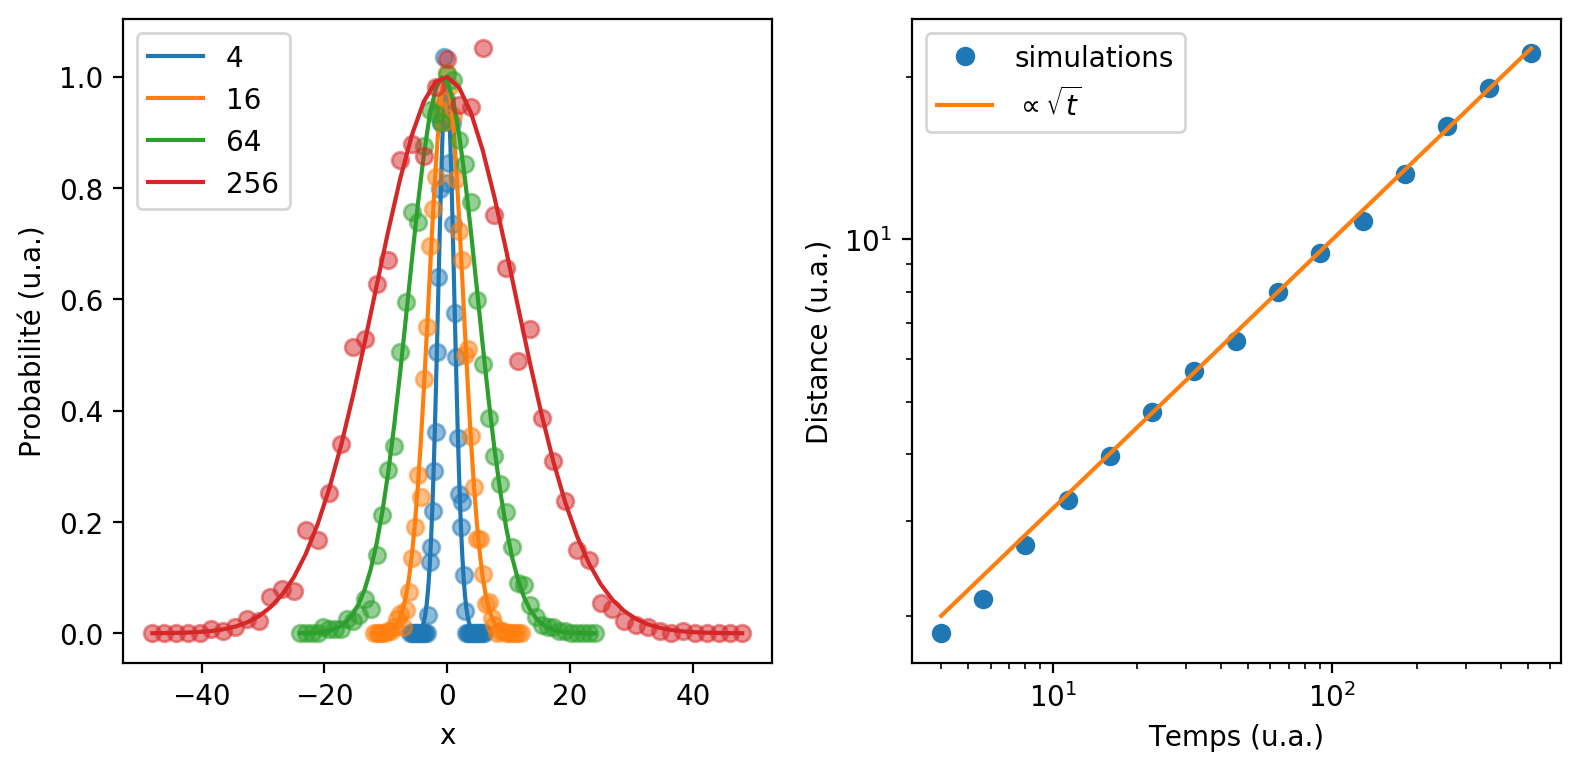 4
16
64
256
Probabilité (u.a.)
1.0
0.8
0.6
0.4
0.2
0.0
−40 −20 0 20 40
x
simulations
∝√t
Distance (u.a.)
10¹
10¹ 10²
Temps (u.a.)